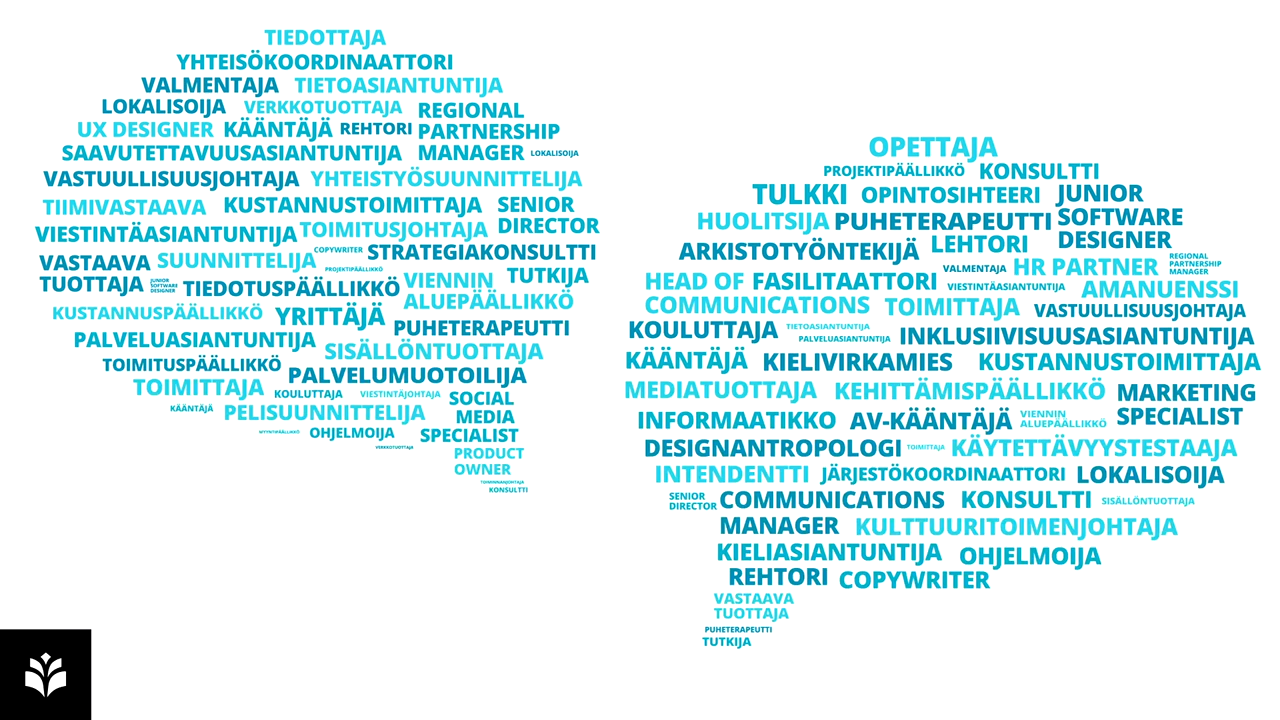 TIEDOTTAJA
YHTEISÖKOORDINAATTORI
VALMENTAJA TIETOASIANTUNTIJA
LOKALISOIJA VERKKOTUOTTAJA REGIONAL
UX DESIGNER KÄÄNTÄJÄ REHTORI PARTNERSHIP
SAAVUTETTAVUUSASIANTUNTIJA MANAGER LOKALISOIJA
VASTUULLISUUSJOHTAJA YHTEISTYÖSUUNNITTELIJA
TIIMIVASTAAVA KUSTANNUSTOIMITTAJA SENIOR
VIESTINTÄASIANTUNTIJA TOIMITUSJOHTAJA DIRECTOR
VASTAAVA SUUNNITTELIJA COPYWRITER STRATEGIAKONSULTTI
PROJEKTIPÄÄLLIKKÖ
TUOTTAJA JUNIOR SOFTWARE DESIGNER TIEDOTUSPÄÄLLIKKÖ VIENNIN TUTKIJA
KUSTANNUSPÄÄLLIKKÖ YRITTÄJÄ ALUEPÄÄLLIKKÖ
PALVELUASIANTUNTIJA PUHETERAPEUTTI
SISÄLLÖNTUOTTAJA
TOIMITUSPÄÄLLIKKÖ PALVELUMUOTOILIJA
TOIMITTAJA KOULUTTAJA VIESTINTÄJOHTAJA SOCIAL
KÄÄNTÄJÄ PELISUUNNITTELIJA MEDIA
MYYNTIPÄÄLLIKKÖ OHJELMOIJA SPECIALIST
VERKKOTUOTTAJA PRODUCT
OWNER
TOIMINNANJOHTAJA
KONSULTTI
OPETTAJA
PROJEKTIPÄÄLLIKKÖ KONSULTTI
TULKKI OPINTOSIHTEERI JUNIOR
HUOLITSIJA PUHETERAPEUTTI SOFTWARE
ARKISTOTYÖNTEKIJÄ LEHTORI DESIGNER
VALMENTAJA HR PARTNER REGIONAL PARTNERSHIP MANAGER
HEAD OF FASILITAATTORI VIESTINTÄASIANTUNTIJA AMANUENSSI
COMMUNICATIONS TOIMITTAJA VASTUULLISUUSJOHTAJA
KOULUTTAJA TIETOASIANTUNTIJA
PALVELUASIANTUNTIJA INKLUSIIVISUUSASIANTUNTIJA
KÄÄNTÄJÄ KIELIVIRKAMIES KUSTANNUSTOIMITTAJA
MEDIATUOTTAJA KEHITTÄMISPÄÄLLIKKÖ MARKETING
INFORMAATIKKO AV-KÄÄNTÄJÄ VIENNIN ALUEPÄÄLLIKKÖ SPECIALIST
DESIGNANTROPOLOGI TOIMITTAJA KÄYTETTÄVYYSTESTAAJA
INTENDENTTI JÄRJESTÖKOORDINAATTORI LOKALISOIJA
SENIOR DIRECTOR COMMUNICATIONS KONSULTTI SISÄLLÖNTUOTTAJA
MANAGER KULTTUURITOIMENJOHTAJA
KIELIASIANTUNTIJA OHJELMOIJA
REHTORI COPYWRITER
VASTAAVA
TUOTTAJA
PUHETERAPEUTTI
TUTKIJA